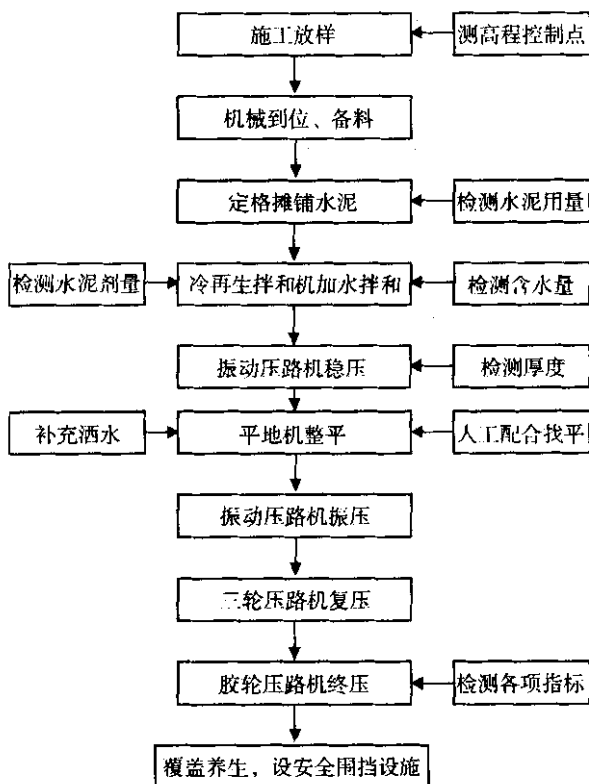 施工放样
测高程控制点
机械到位、备料
定格摊铺水泥
检测水泥用量
检测水泥剂量
冷再生拌和机加水拌和
检测含水量
振动压路机稳压
检测厚度
补充洒水
平地机整平
人工配合找平
振动压路机振压
三轮压路机复压
胶轮压路机终压
检测各项指标
覆盖养生，设安全围挡设施